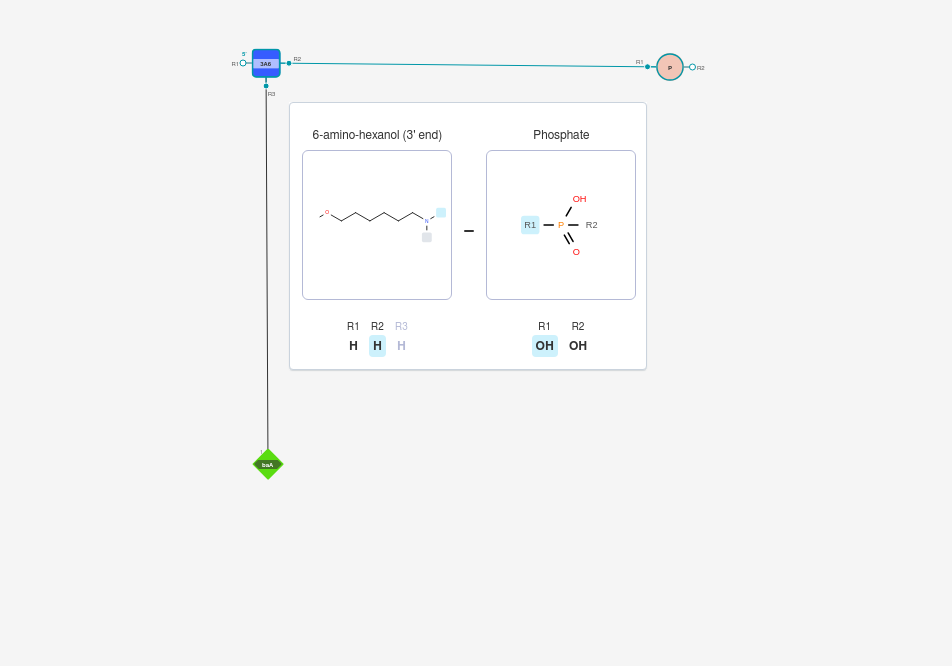 5'
R1
3A6
R2
R3
R1
P
R2
6-amino-hexanol (3' end)
Phosphate
O
N
OH
R1
P
R2
O
R1 R2 R3
H H H
R1 R2
OH OH
baA